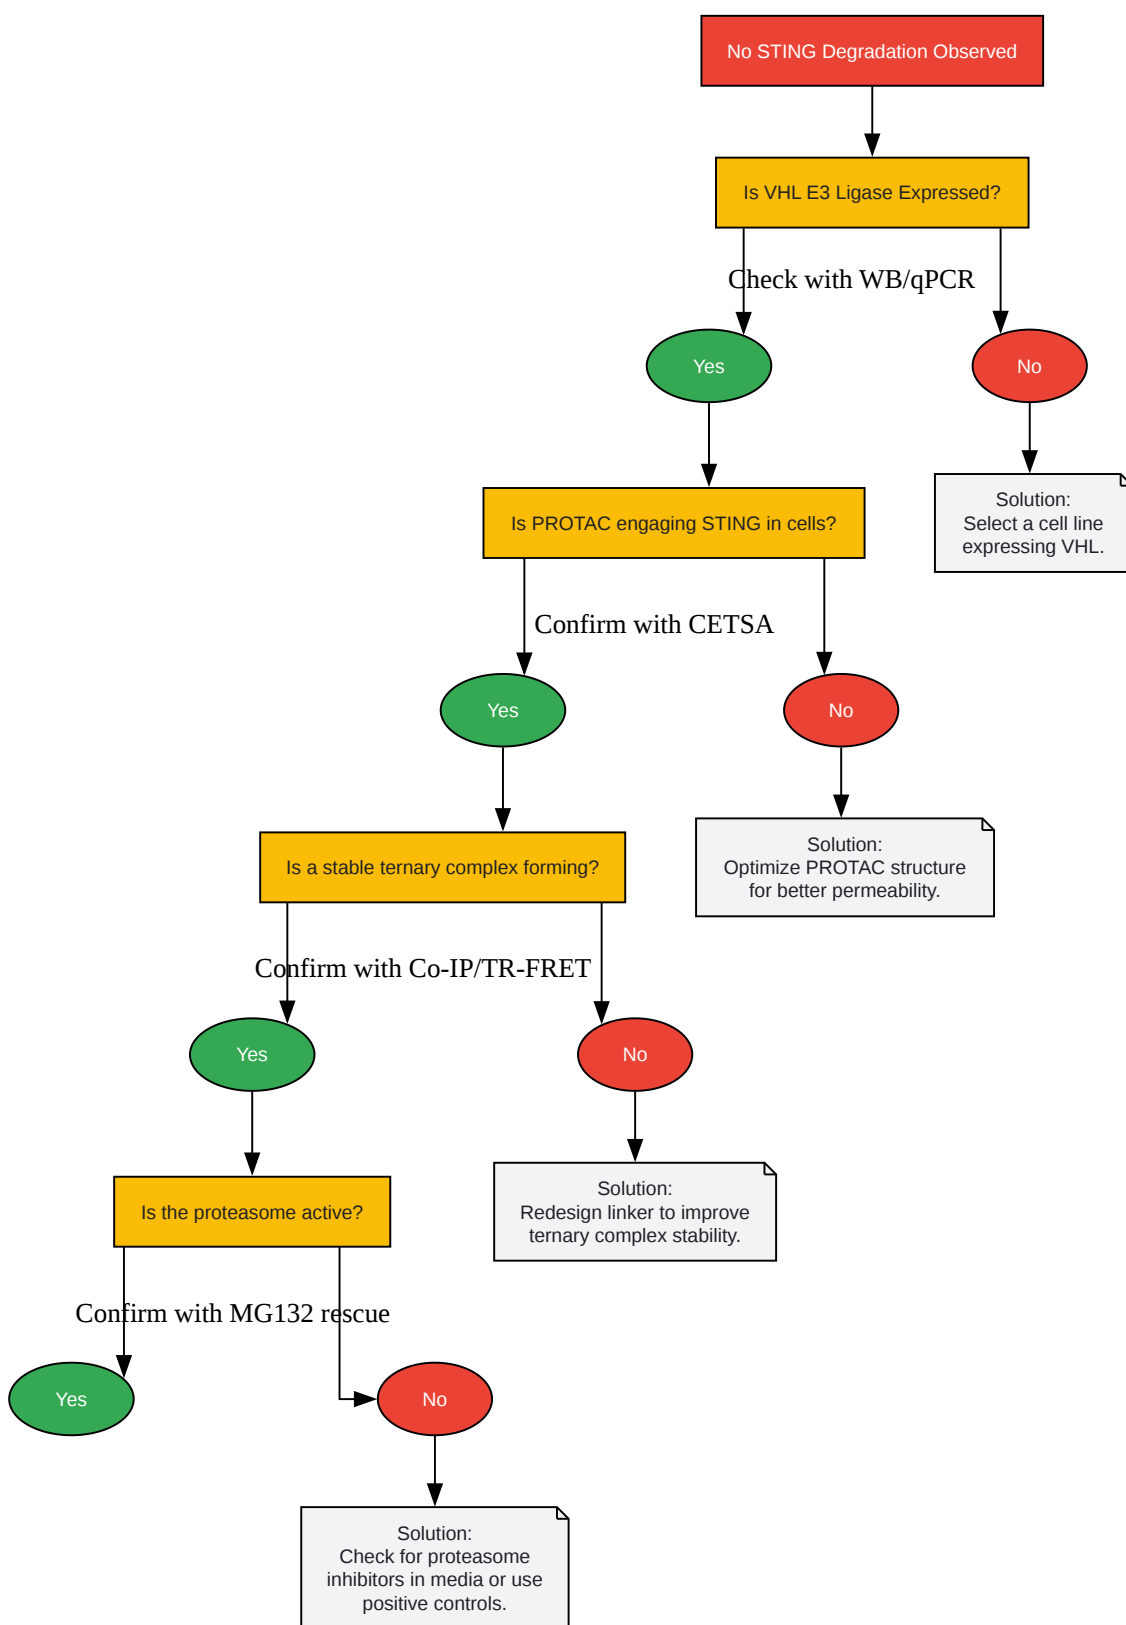 No STING Degradation Observed
Is VHL E3 Ligase Expressed?
Check with WB/qPCR
Yes
No
Solution:
Select a cell line
expressing VHL.
Is PROTAC engaging STING in cells?
Confirm with CETSA
Yes
No
Solution:
Optimize PROTAC structure
for better permeability.
Is a stable ternary complex forming?
Confirm with Co-IP/TR-FRET
Yes
No
Solution:
Redesign linker to improve
ternary complex stability.
Is the proteasome active?
Confirm with MG132 rescue
Yes
No
Solution:
Check for proteasome
inhibitors in media or use
positive controls.